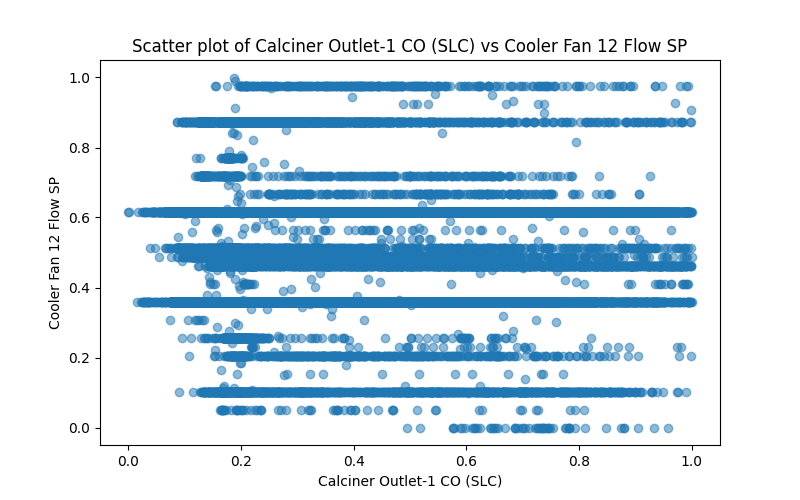 Scatter plot of Calciner Outlet-1 CO (SLC) vs Cooler Fan 12 Flow SP
1.0
0.8
0.6
0.4
0.2
0.0
Cooler Fan 12 Flow SP
0.0 0.2 0.4 0.6 0.8 1.0
Calciner Outlet-1 CO (SLC)